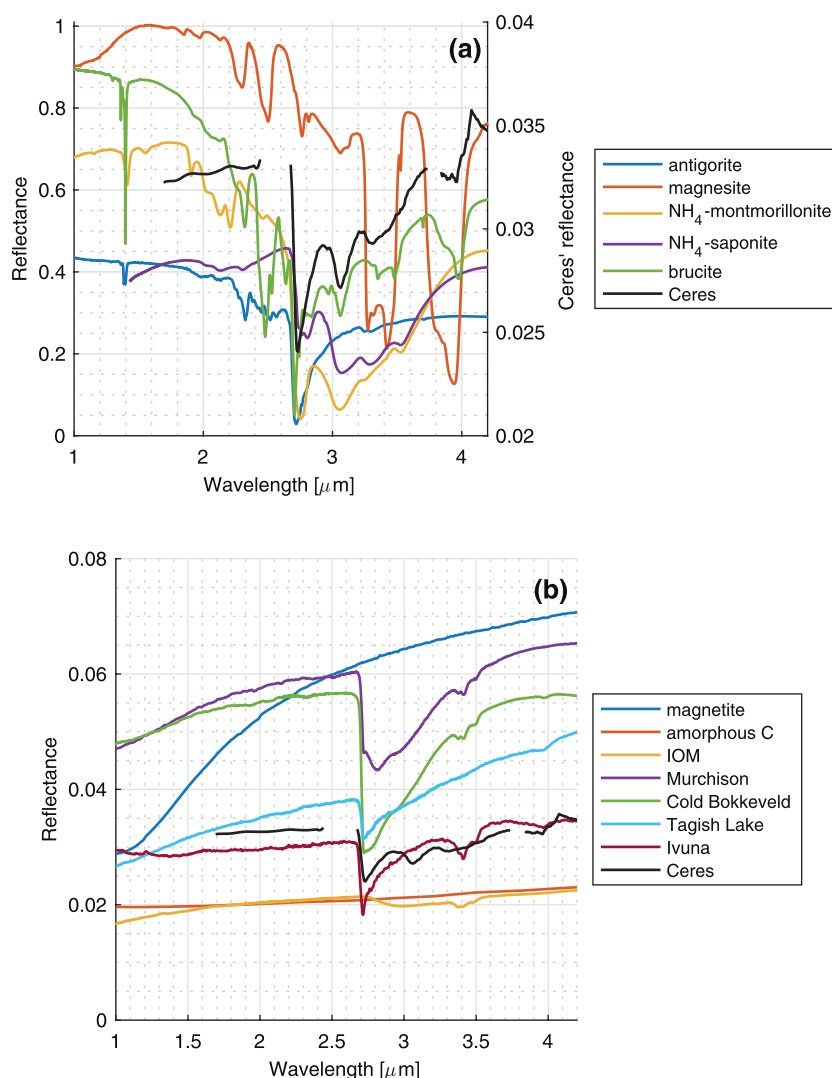 (a)
1
0.8
0.6
0.4
0.2
0
Reflectance
0.04
0.035
0.03
0.025
0.02
Ceres' reflectance
1 2 3 4
Wavelength [μm]
antigorite
magnesite
NH4-montmorillonite
NH4-saponite
brucite
Ceres
(b)
0.08
0.06
0.04
0.02
0
Reflectance
1 1.5 2 2.5 3 3.5 4
Wavelength [μm]
magnetite
amorphous C
IOM
Murchison
Cold Bokkeveld
Tagish Lake
Ivuna
Ceres